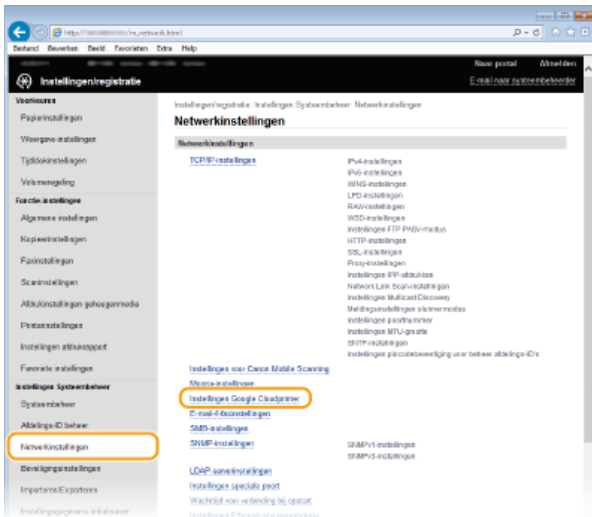 http:// /m_network.html
Bestand Bewerken Beeld Favorieten Extra Help
Naar portal Afmelden
Instellingen/registratie
E-mail naar systeembeheerder
Voorkeuren
Papierinstellingen
Weergave-instellingen
Tijdklokinstellingen
Volumeregeling
Functie-instellingen
Algemene instellingen
Kopieerinstellingen
Faxinstellingen
Scaninstellingen
Afdrukinstellingen geheugenmedia
Printerinstellingen
Instellingen afdrukrapport
Favoriete instellingen
Instellingen Systeembeheer
Systeembeheer
Afdelings-ID beheer
Netwerkinstellingen
Beveiligingsinstellingen
Importeren/Exporteren
Instellingsgegevens initialiseren
Instellingen/registratie: Instellingen Systeembeheer: Netwerkinstellingen
Netwerkinstellingen
Netwerkinstellingen
TCP/IP-instellingen
IPv4-instellingen
IPv6-instellingen
WINS-instellingen
LPD-instellingen
RAW-instellingen
WSD-instellingen
Instellingen FTP PASV-modus
HTTP-instellingen
SSL-instellingen
Proxy-instellingen
Instellingen IPP-afdrukken
Network Link Scan-instellingen
Instellingen Multicast Discovery
Meldingsinstellingen sluimermodus
Instellingen poortnummer
Instellingen MTU-grootte
SNTP-instellingen
Instellingen pincodebeveiliging voor beheer afdelings-ID's
Instellingen voor Canon Mobile Scanning
Mopria-instellingen
Instellingen Google Cloudprinter
E-mail-/I-faxinstellingen
SMB-instellingen
SNMP-instellingen
SNMPv1-instellingen
SNMPv3-instellingen
LDAP-serverinstellingen
Instellingen speciale poort
Wachttijd voor verbinding bij opstart